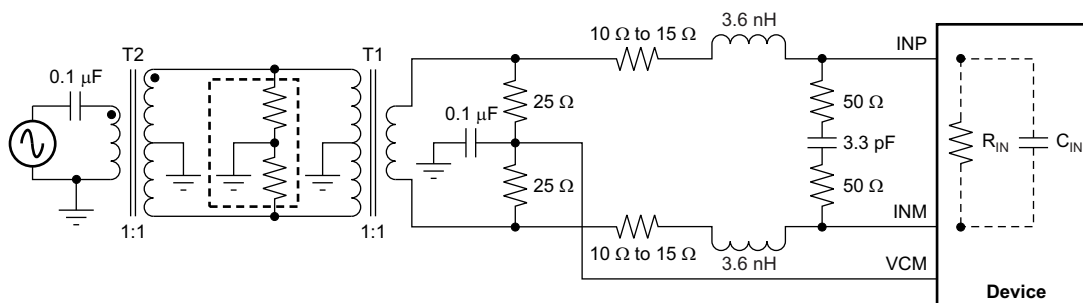 3.6 nH
10 Ω to 15 Ω
INP
T2
T1
0.1 μF
25 Ω
50 Ω
0.1 μF
3.3 pF
R_IN
C_IN
25 Ω
50 Ω
INM
1:1
1:1
10 Ω to 15 Ω
3.6 nH
VCM
Device